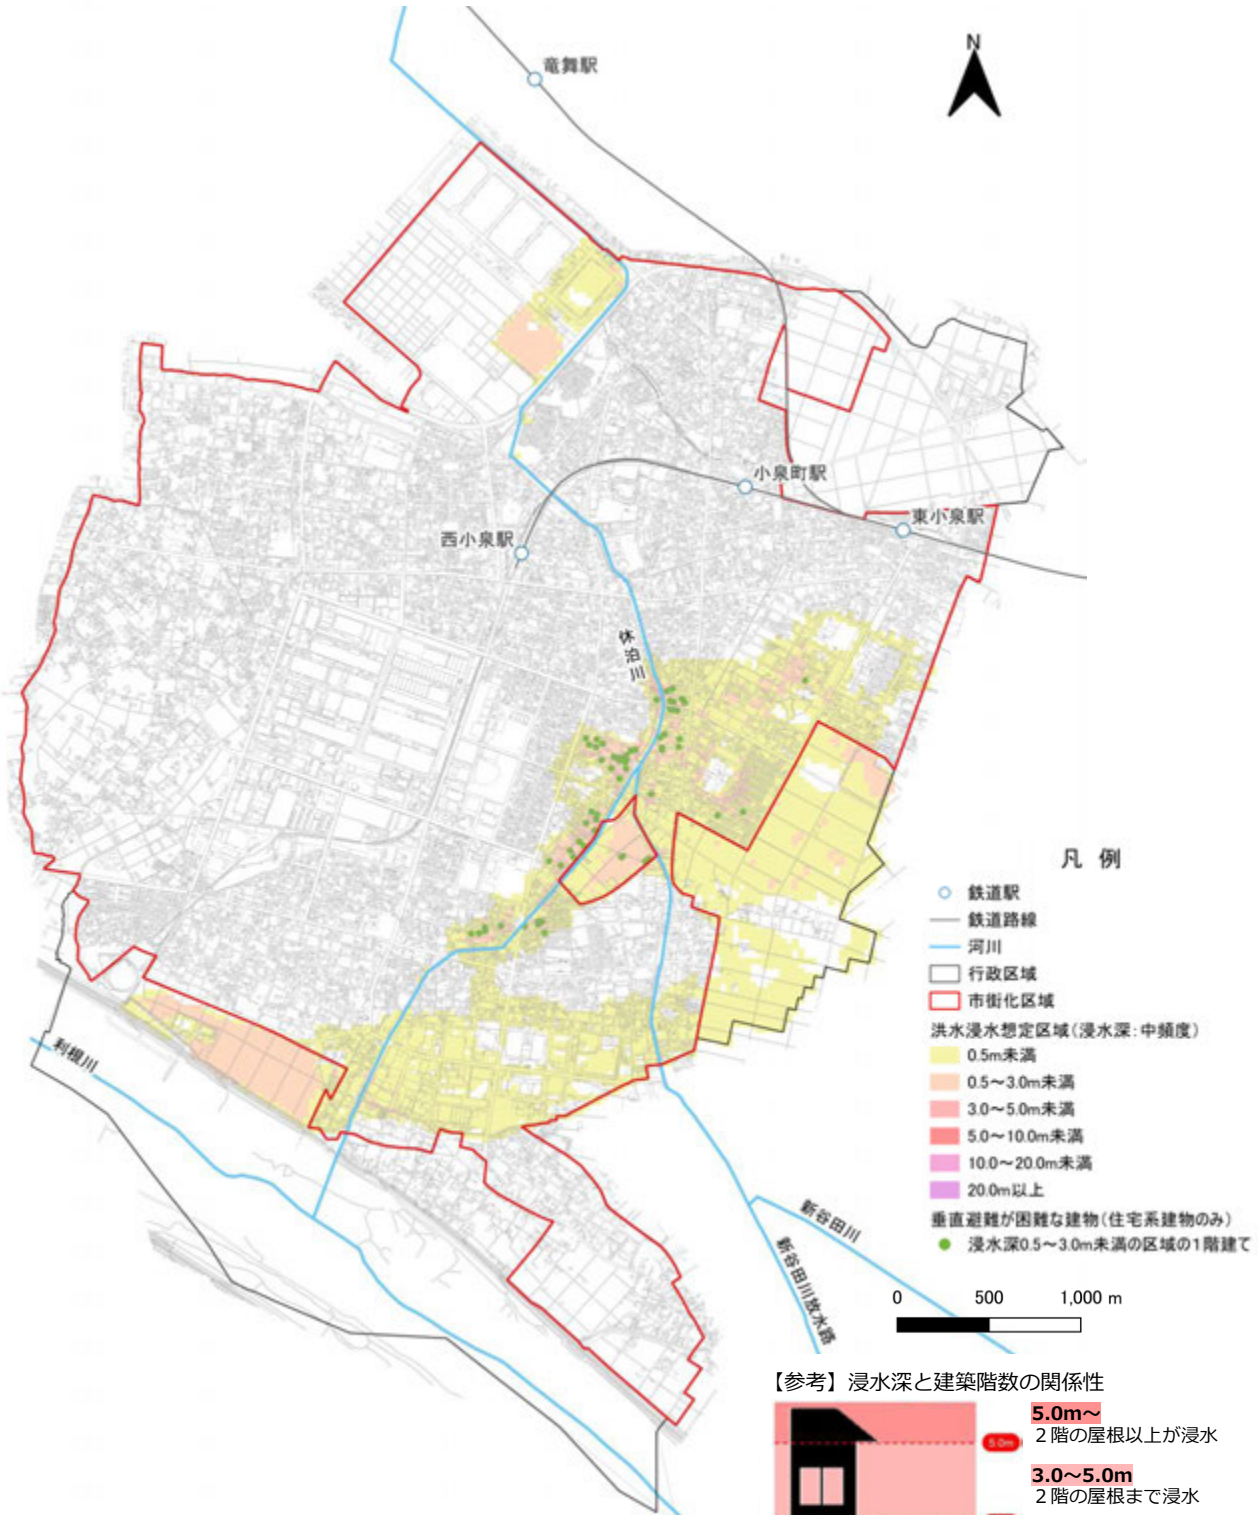 N
竜舞駅
小泉町駅
東小泉駅
西小泉駅
休泊川
利根川
新谷田川
新谷田川放水路
凡 例
鉄道駅
鉄道路線
河川
行政区域
市街化区域
洪水浸水想定区域(浸水深:中頻度)
0.5m未満
0.5〜3.0m未満
3.0〜5.0m未満
5.0〜10.0m未満
10.0〜20.0m未満
20.0m以上
垂直避難が困難な建物(住宅系建物のみ)
浸水深0.5〜3.0m未満の区域の1階建て
0 500 1,000 m
【参考】浸水深と建築階数の関係性
5.0m〜
２階の屋根以上が浸水
5.0m
3.0〜5.0m
２階の屋根まで浸水